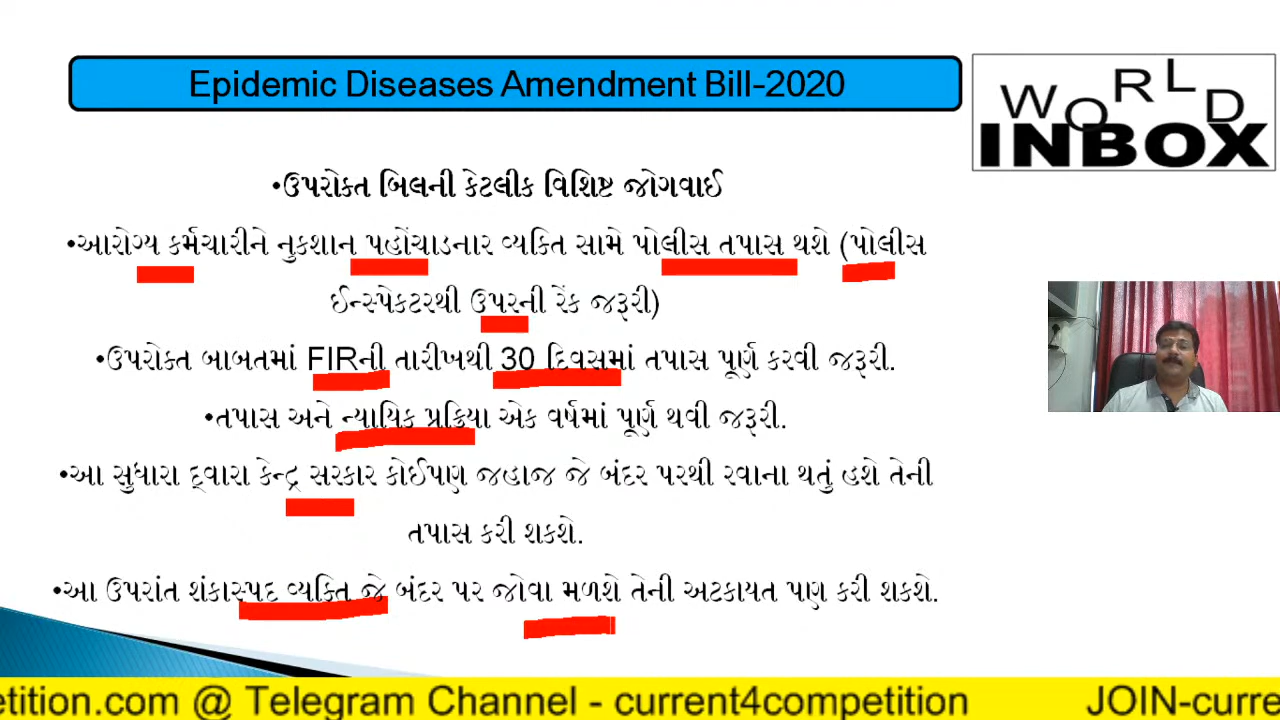 Epidemic Diseases Amendment Bill-2020
WORLD
INBOX
•ઉપરોક્ત બિલની કેટલીક વિશિષ્ટ જોગવાઈ
•આરોગ્ય કર્મચારીને નુકશાન પહોંચાડનાર વ્યક્તિ સામે પોલીસ તપાસ થશે (પોલીસ
ઈન્સ્પેકટરથી ઉપરની રેંક જરૂરી)
•ઉપરોક્ત બાબતમાં FIRની તારીખથી 30 દિવસમાં તપાસ પૂર્ણ કરવી જરૂરી.
•તપાસ અને ન્યાયિક પ્રક્રિયા એક વર્ષમાં પૂર્ણ થવી જરૂરી.
•આ સુધારા દ્વારા કેન્દ્ર સરકાર કોઈપણ જહાજ જે બંદર પરથી રવાના થતું હશે તેની
તપાસ કરી શકશે.
•આ ઉપરાંત શંકાસ્પદ વ્યક્તિ જે બંદર પર જોવા મળશે તેની અટકાયત પણ કરી શકશે.
etition.com @ Telegram Channel - current4competition JOIN-curre